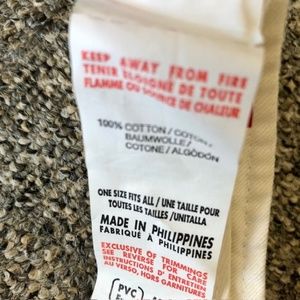 KEEP AWAY FROM FIRE
TENIR ELOIGNE DE TOUTE
FLAMME OU SOURCE DE CHALEUR
100% COTTON / COTON /
BAUMWOLLE /
COTONE / ALGODÓN
ONE SIZE FITS ALL / UNE TAILLE POUR
TOUTES LES TAILLES /UNITALLA
MADE IN PHILIPPINES
FABRIQUE À PHILIPPINES
EXCLUSIVE OF TRIMMINGS
SEE REVERSE FOR CARE
INSTRUCTIONS D' ENTRETIEN
AU VERSO, HORS GARNITURES
PVC